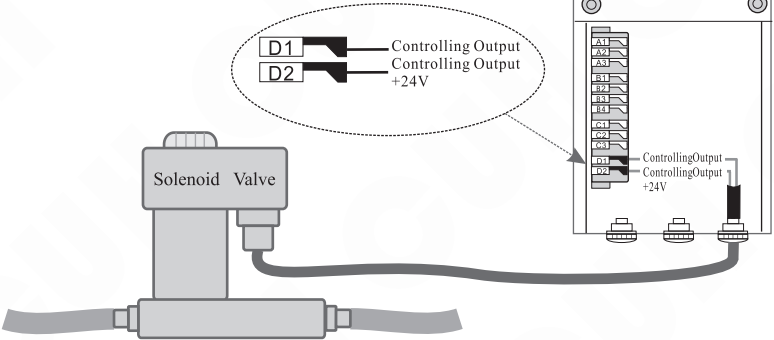 D1 Controlling Output
D2 Controlling Output
+24V
Solenoid Valve
A1
A2
A3
B1
B2
B3
B4
C1
C2
C3
D1 ControllingOutput
D2 ControllingOutput
+24V